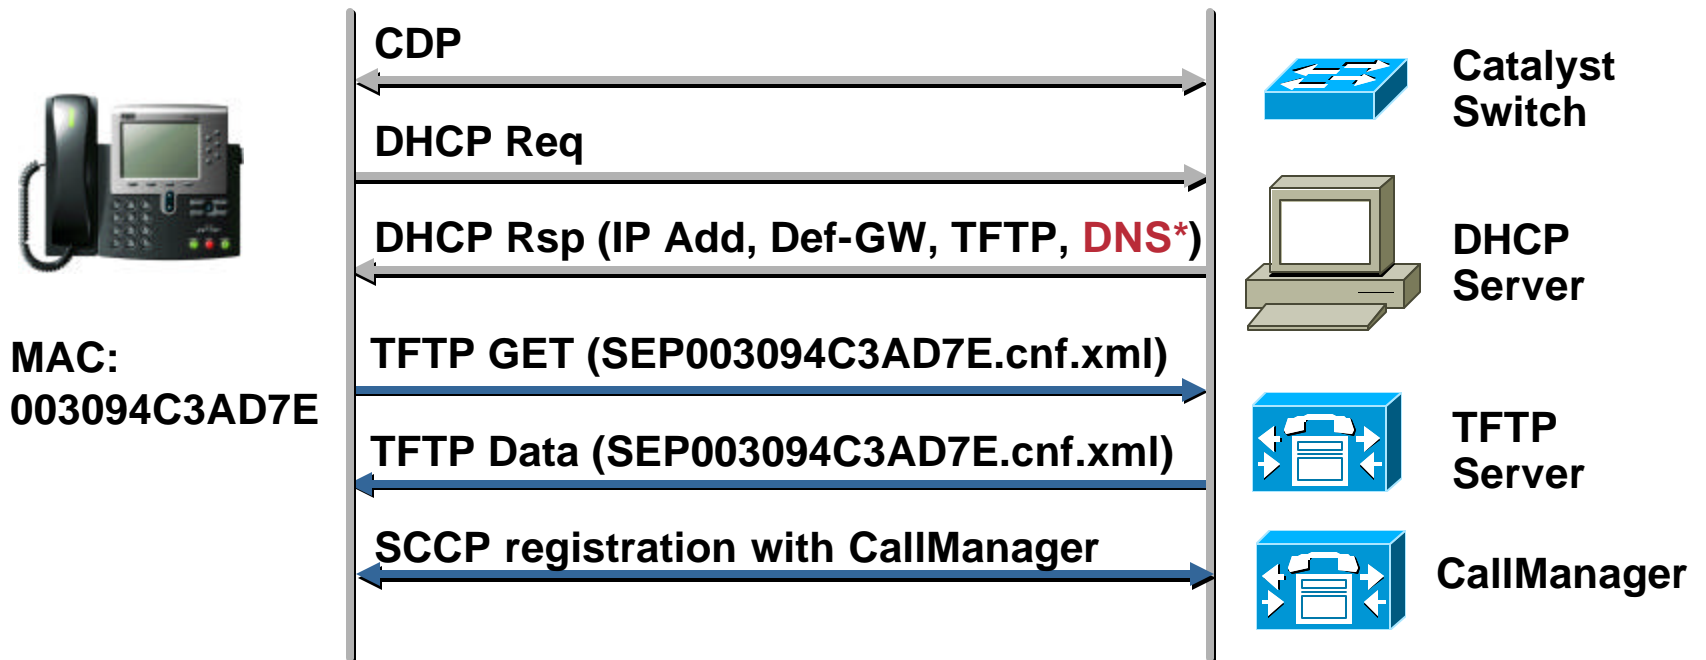 CDP
Catalyst
Switch
DHCP Req
DHCP Rsp (IP Add, Def-GW, TFTP, DNS*)
DHCP
Server
MAC:
003094C3AD7E
TFTP GET (SEP003094C3AD7E.cnf.xml)
TFTP Data (SEP003094C3AD7E.cnf.xml)
TFTP
Server
SCCP registration with CallManager
CallManager